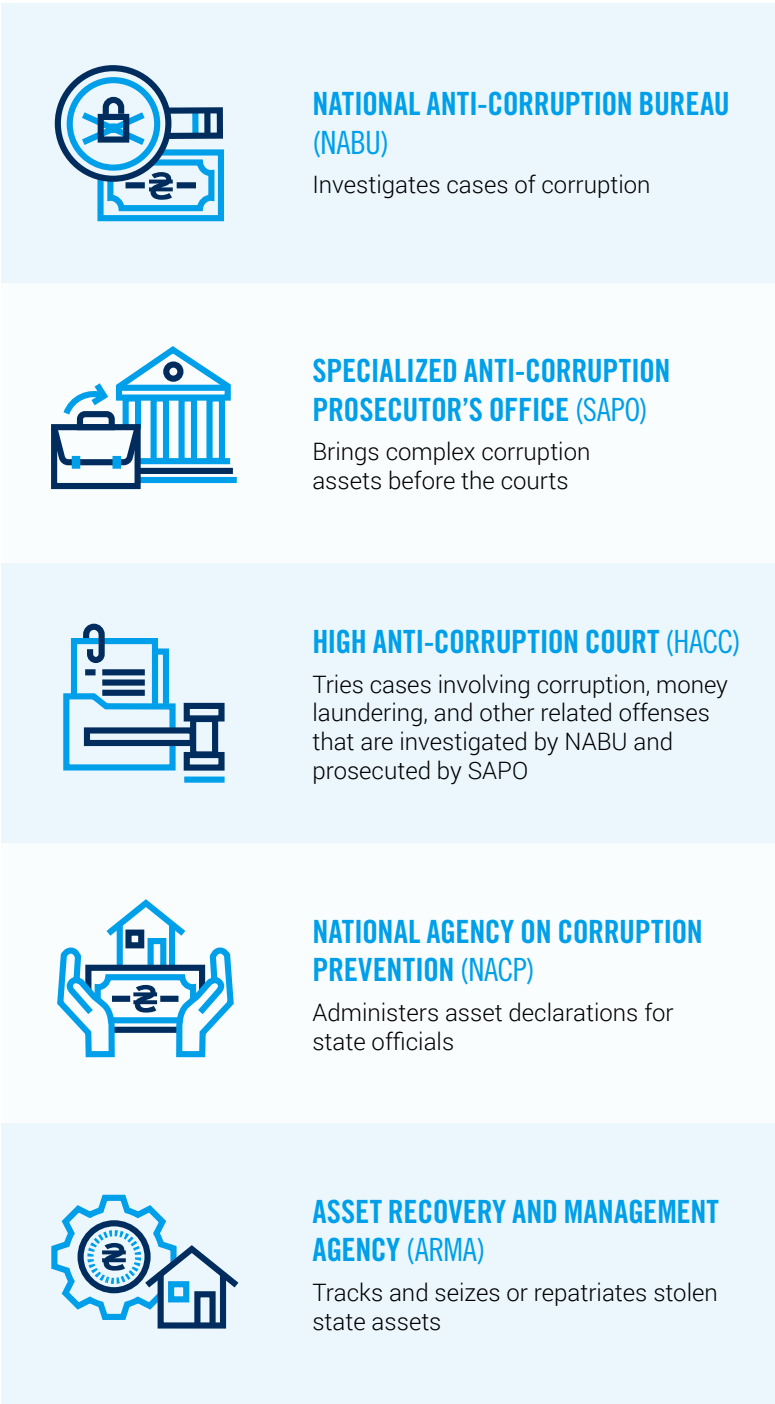 NATIONAL ANTI-CORRUPTION BUREAU
(NABU)
Investigates cases of corruption
SPECIALIZED ANTI-CORRUPTION
PROSECUTOR'S OFFICE (SAPO)
Brings complex corruption
assets before the courts
HIGH ANTI-CORRUPTION COURT (HACC)
Tries cases involving corruption, money
laundering, and other related offenses
that are investigated by NABU and
prosecuted by SAPO
NATIONAL AGENCY ON CORRUPTION
PREVENTION (NACP)
Administers asset declarations for
state officials
ASSET RECOVERY AND MANAGEMENT
AGENCY (ARMA)
Tracks and seizes or repatriates stolen
state assets